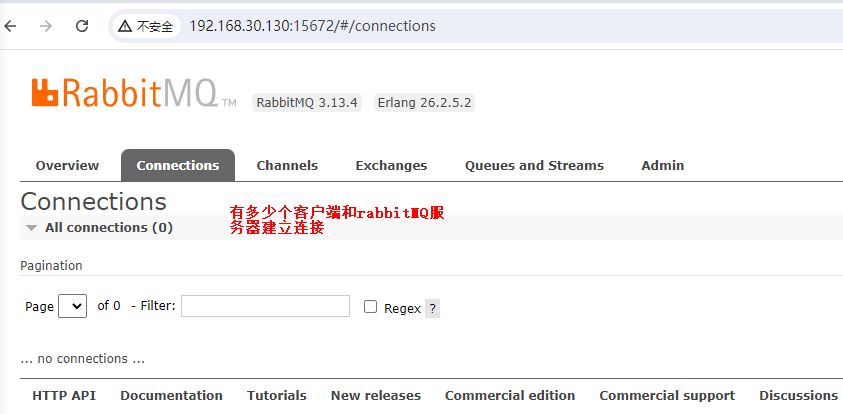 不安全 192.168.30.130:15672/#/connections
RabbitMQ TM RabbitMQ 3.13.4 Erlang 26.2.5.2
Overview Connections Channels Exchanges Queues and Streams Admin
Connections
有多少个客户端和rabbitMQ服
务器建立连接
All connections (0)
Pagination
Page of 0 - Filter: Regex ?
... no connections ...
HTTP API Documentation Tutorials New releases Commercial edition Commercial support Discussions